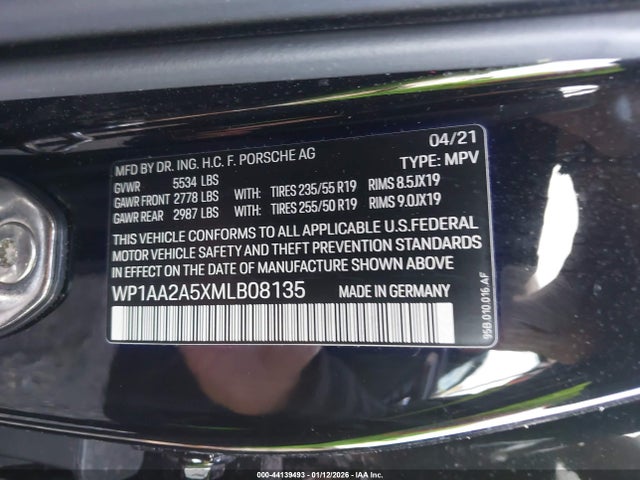 MFD BY DR. ING. H.C. F. PORSCHE AG 04/21
GVWR 5534 LBS TYPE: MPV
GAWR FRONT 2778 LBS WITH: TIRES 235/55 R19 RIMS 8.5JX19
GAWR REAR 2987 LBS WITH: TIRES 255/50 R19 RIMS 9.0JX19
THIS VEHICLE CONFORMS TO ALL APPLICABLE U.S.FEDERAL
MOTOR VEHICLE SAFETY AND THEFT PREVENTION STANDARDS
IN EFFECT ON THE DATE OF MANUFACTURE SHOWN ABOVE
WP1AA2A5XMLB08135 MADE IN GERMANY
95B.010.016.AF
000-44139493 - 01/12/2026 - IAA, Inc.